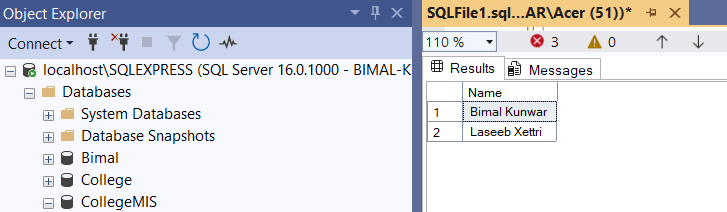 Object Explorer
Connect
localhost\SQLEXPRESS (SQL Server 16.0.1000 - BIMAL-K
Databases
System Databases
Database Snapshots
Bimal
College
CollegeMIS
SQLFile1.sql...AR\Acer (51))*
110 %
3
0
Results
Messages
Name
1 Bimal Kunwar
2 Laseeb Xettri